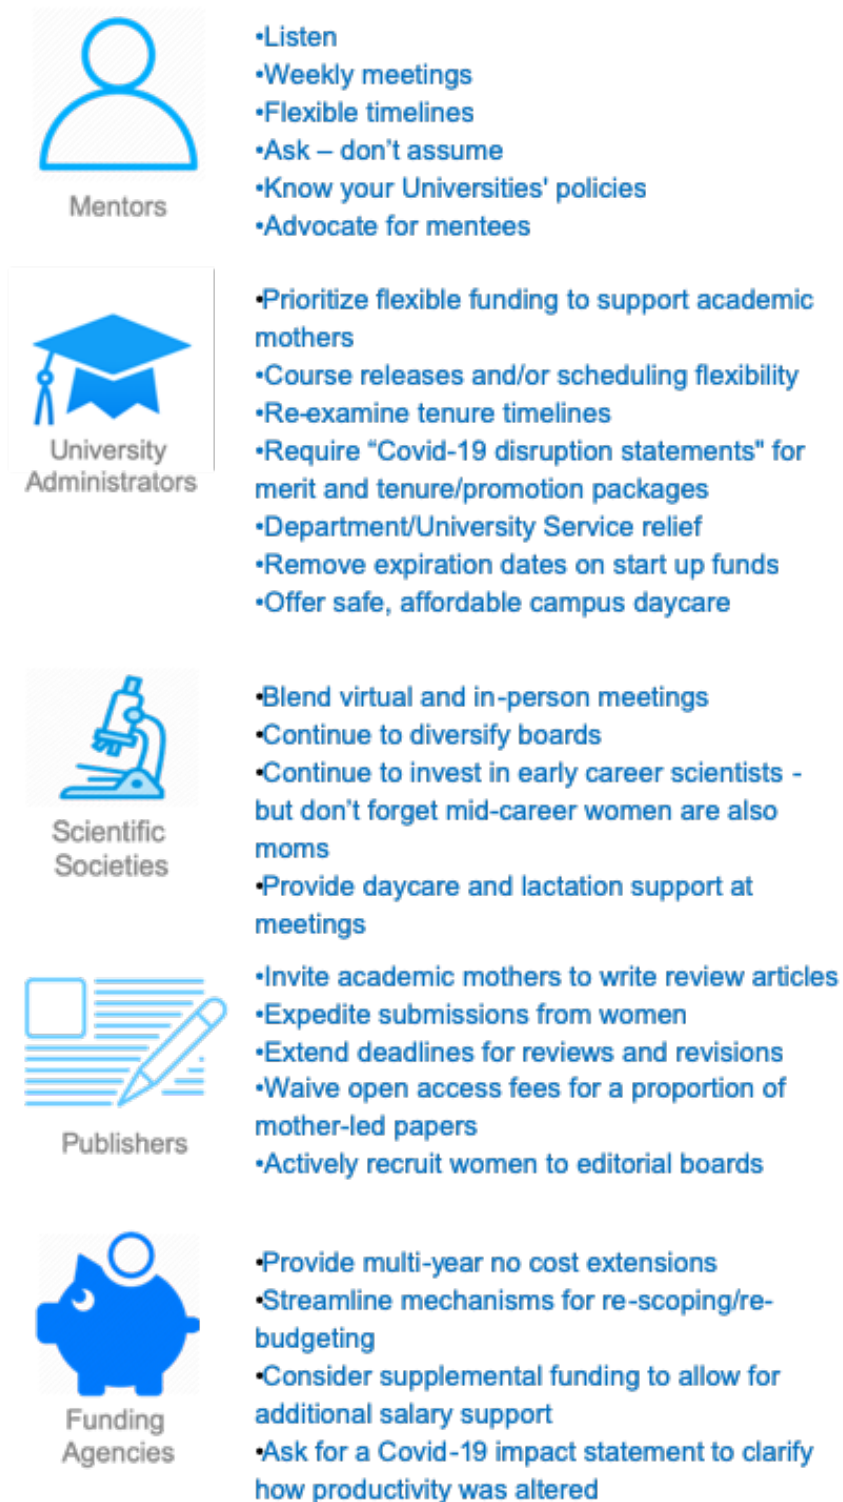 •Listen
•Weekly meetings
•Flexible timelines
•Ask – don't assume
•Know your Universities' policies
•Advocate for mentees
Mentors
•Prioritize flexible funding to support academic
mothers
•Course releases and/or scheduling flexibility
•Re-examine tenure timelines
•Require “Covid-19 disruption statements" for
merit and tenure/promotion packages
•Department/University Service relief
•Remove expiration dates on start up funds
•Offer safe, affordable campus daycare
University
Administrators
•Blend virtual and in-person meetings
•Continue to diversify boards
•Continue to invest in early career scientists -
but don't forget mid-career women are also
moms
•Provide daycare and lactation support at
meetings
Scientific
Societies
•Invite academic mothers to write review articles
•Expedite submissions from women
•Extend deadlines for reviews and revisions
•Waive open access fees for a proportion of
mother-led papers
•Actively recruit women to editorial boards
Publishers
•Provide multi-year no cost extensions
•Streamline mechanisms for re-scoping/re-
budgeting
•Consider supplemental funding to allow for
additional salary support
•Ask for a Covid-19 impact statement to clarify
how productivity was altered
Funding
Agencies